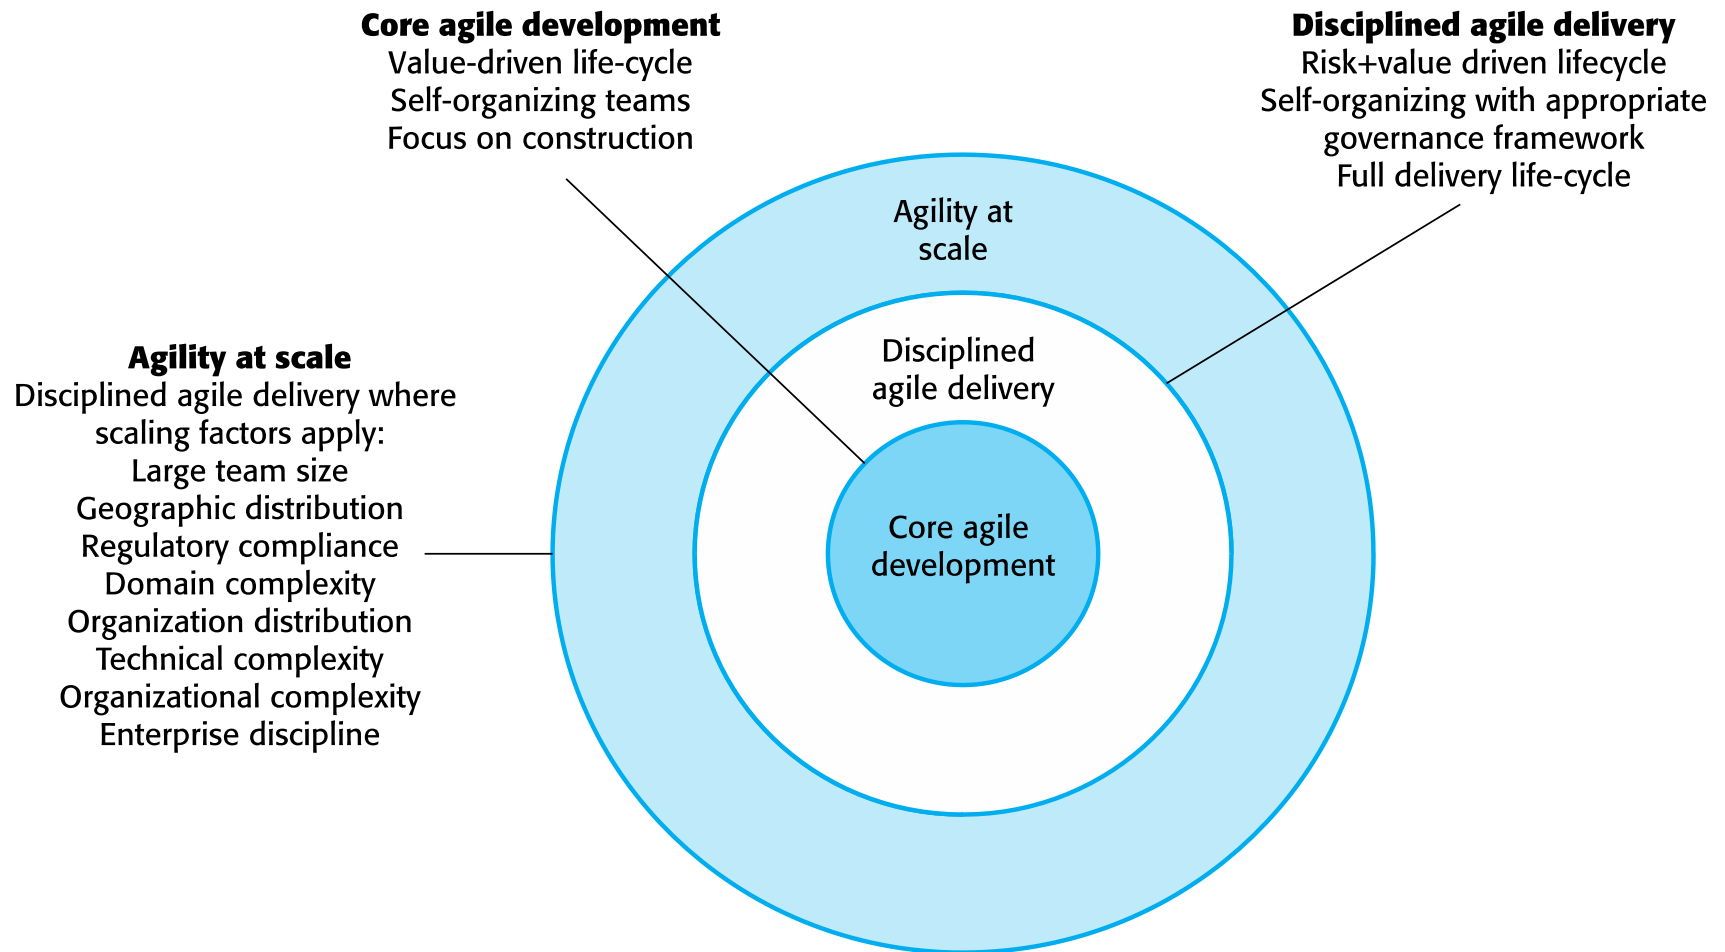 Core agile development
Value-driven life-cycle
Self-organizing teams
Focus on construction
Disciplined agile delivery
Risk+value driven lifecycle
Self-organizing with appropriate
governance framework
Full delivery life-cycle
Agility at scale
Disciplined agile delivery where
scaling factors apply:
Large team size
Geographic distribution
Regulatory compliance
Domain complexity
Organization distribution
Technical complexity
Organizational complexity
Enterprise discipline
Agility at
scale
Disciplined
agile delivery
Core agile
development